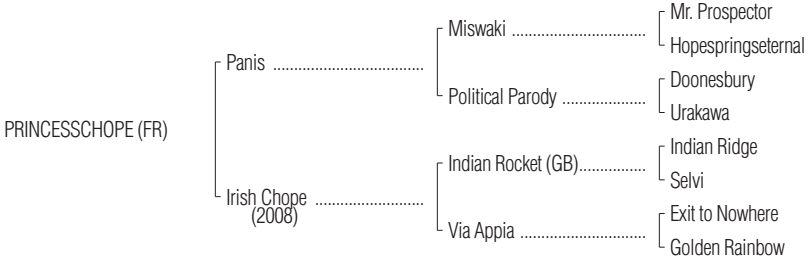 Mr. Prospector
Miswaki ..................................
Hopespringseternal
Panis ...................................
Doonesbury
Political Parody .....................
Urakawa
PRINCESSCHOPE (FR)
Indian Ridge
Indian Rocket (GB)................
Selvi
Irish Chope .........................
(2008)
Exit to Nowhere
Via Appia ..............................
Golden Rainbow